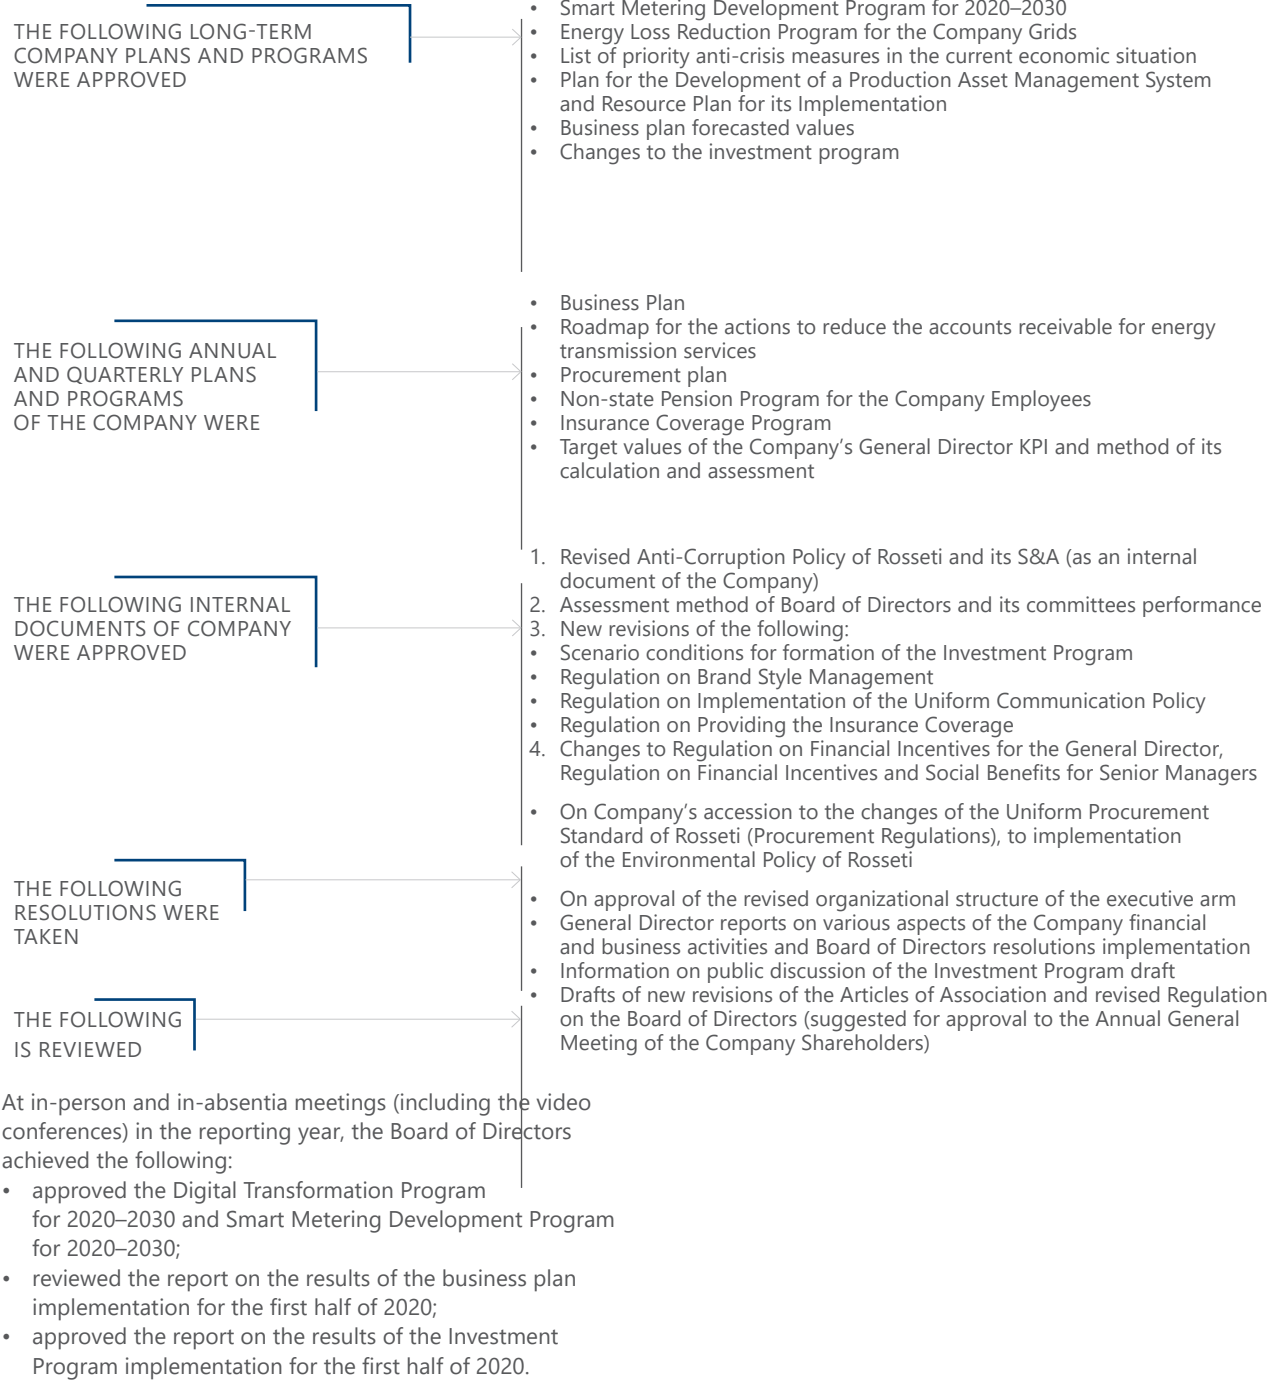 THE FOLLOWING LONG-TERM
COMPANY PLANS AND PROGRAMS
WERE APPROVED
• Smart Metering Development Program for 2020–2030
• Energy Loss Reduction Program for the Company Grids
• List of priority anti-crisis measures in the current economic situation
• Plan for the Development of a Production Asset Management System
and Resource Plan for its Implementation
• Business plan forecasted values
• Changes to the investment program
THE FOLLOWING ANNUAL
AND QUARTERLY PLANS
AND PROGRAMS
OF THE COMPANY WERE
• Business Plan
• Roadmap for the actions to reduce the accounts receivable for energy
transmission services
• Procurement plan
• Non-state Pension Program for the Company Employees
• Insurance Coverage Program
• Target values of the Company’s General Director KPI and method of its
calculation and assessment
THE FOLLOWING INTERNAL
DOCUMENTS OF COMPANY
WERE APPROVED
1. Revised Anti-Corruption Policy of Rosseti and its S&A (as an internal
document of the Company)
2. Assessment method of Board of Directors and its committees performance
3. New revisions of the following:
• Scenario conditions for formation of the Investment Program
• Regulation on Brand Style Management
• Regulation on Implementation of the Uniform Communication Policy
• Regulation on Providing the Insurance Coverage
4. Changes to Regulation on Financial Incentives for the General Director,
Regulation on Financial Incentives and Social Benefits for Senior Managers
THE FOLLOWING
RESOLUTIONS WERE
TAKEN
• On Company’s accession to the changes of the Uniform Procurement
Standard of Rosseti (Procurement Regulations), to implementation
of the Environmental Policy of Rosseti
• On approval of the revised organizational structure of the executive arm
THE FOLLOWING
IS REVIEWED
• General Director reports on various aspects of the Company financial
and business activities and Board of Directors resolutions implementation
• Information on public discussion of the Investment Program draft
• Drafts of new revisions of the Articles of Association and revised Regulation
on the Board of Directors (suggested for approval to the Annual General
Meeting of the Company Shareholders)
At in-person and in-absentia meetings (including the video
conferences) in the reporting year, the Board of Directors
achieved the following:
• approved the Digital Transformation Program
for 2020–2030 and Smart Metering Development Program
for 2020–2030;
• reviewed the report on the results of the business plan
implementation for the first half of 2020;
• approved the report on the results of the Investment
Program implementation for the first half of 2020.